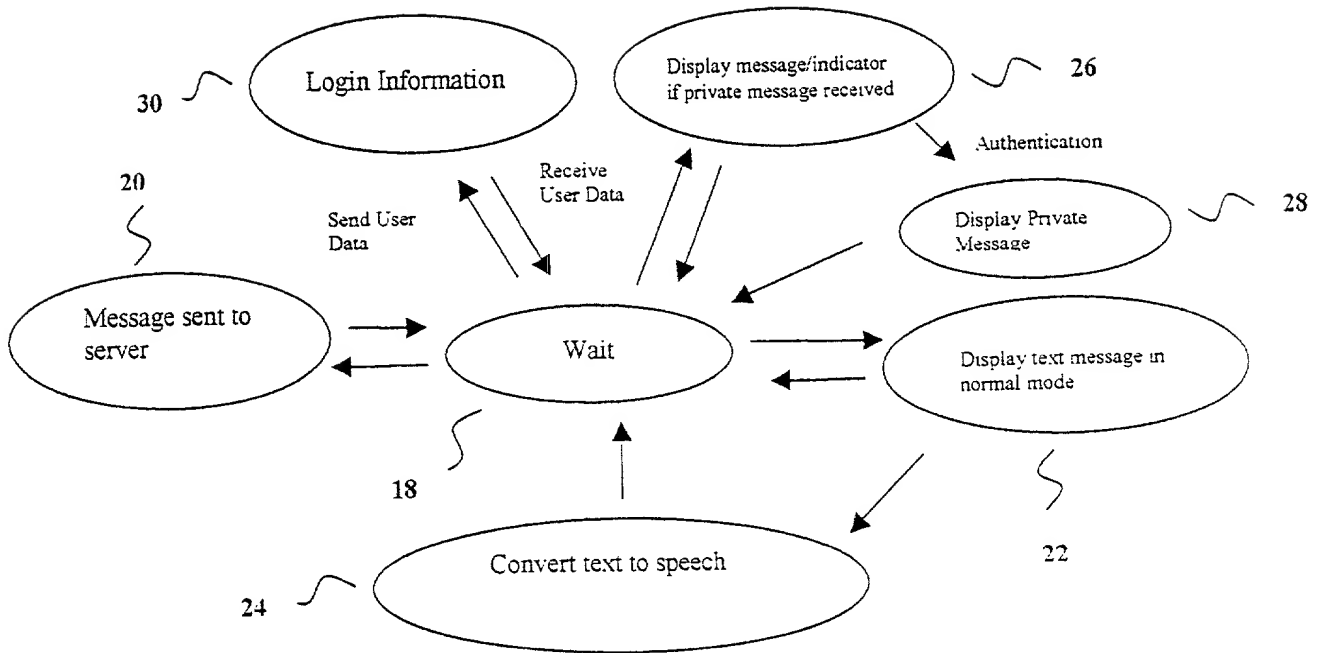 Login Information
Display message/indicator
if private message received
26
30
Authentication
Receive
User Data
20
Send User
Data
Display Private
Message
28
Message sent to
server
Wait
Display text message in
normal mode
18
22
Convert text to speech
24